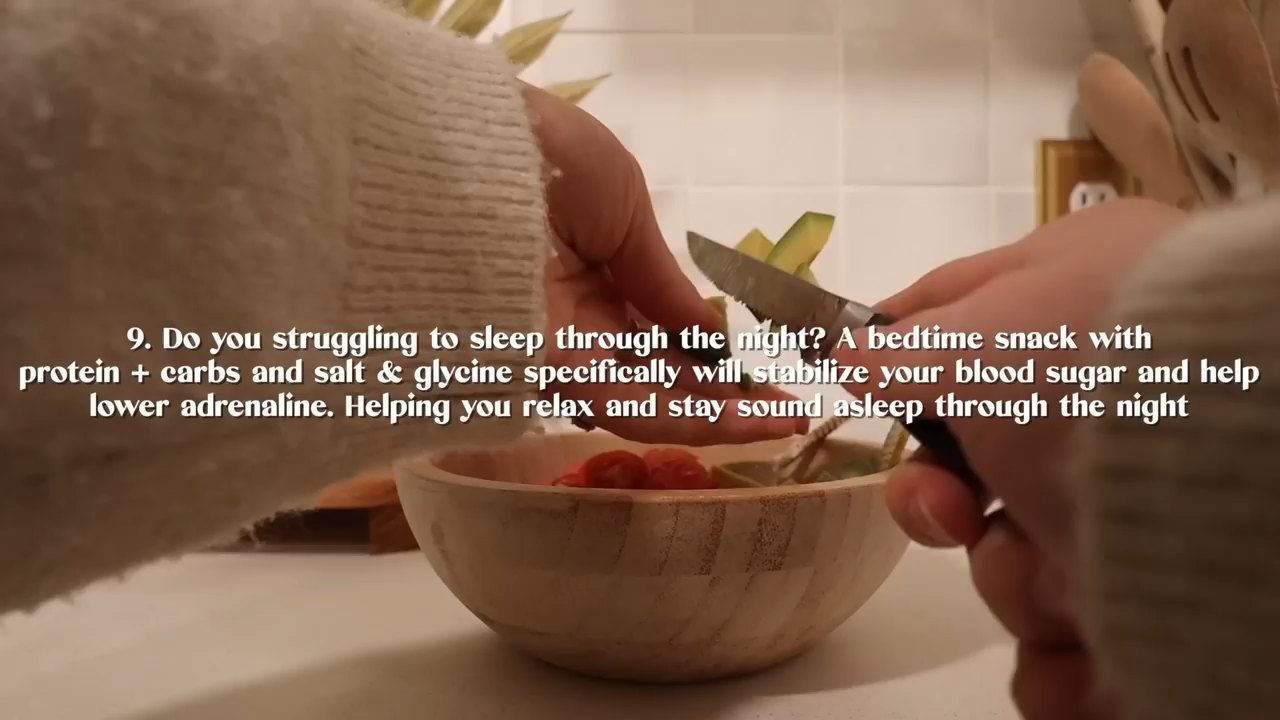 9. Do you struggling to sleep through the night? A bedtime snack with
protein + carbs and salt & glycine specifically will stabilize your blood sugar and help
lower adrenaline. Helping you relax and stay sound asleep through the night